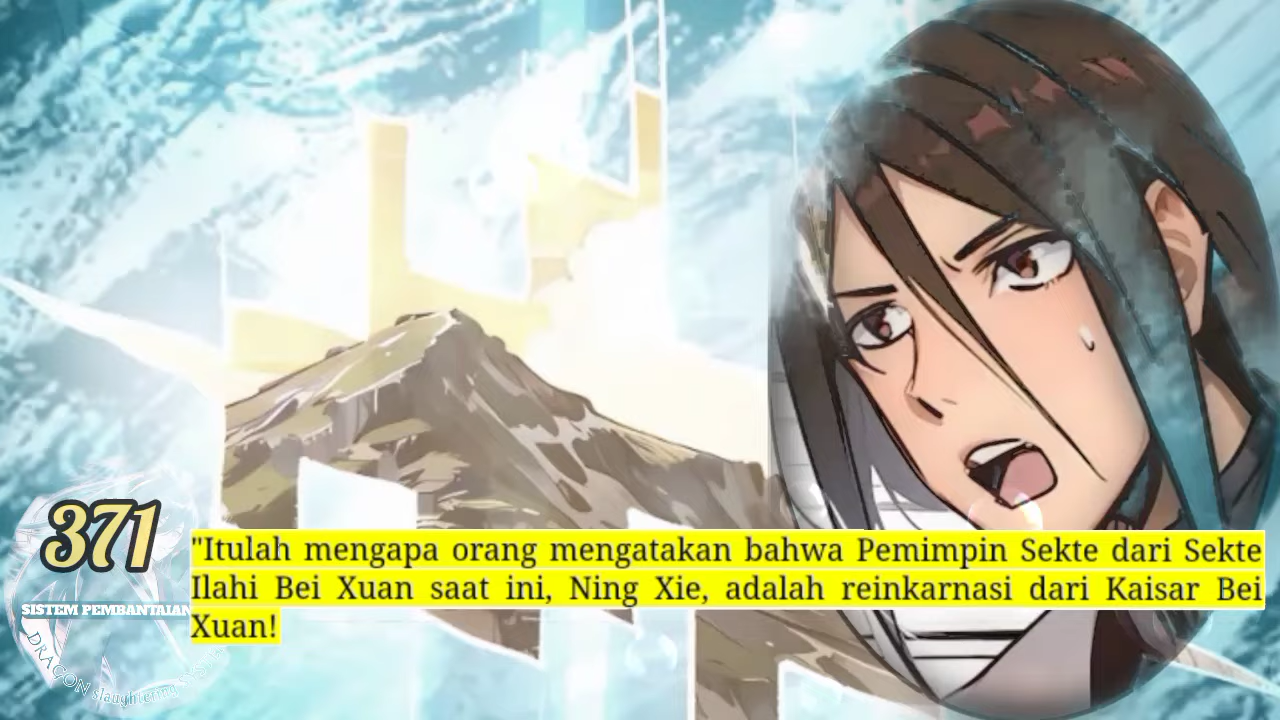 371
SISTEM PEMBANTAIAN
DRAGON slaughtering
"Itulah mengapa orang mengatakan bahwa Pemimpin Sekte dari Sekte
Ilahi Bei Xuan saat ini, Ning Xie, adalah reinkarnasi dari Kaisar Bei
Xuan!